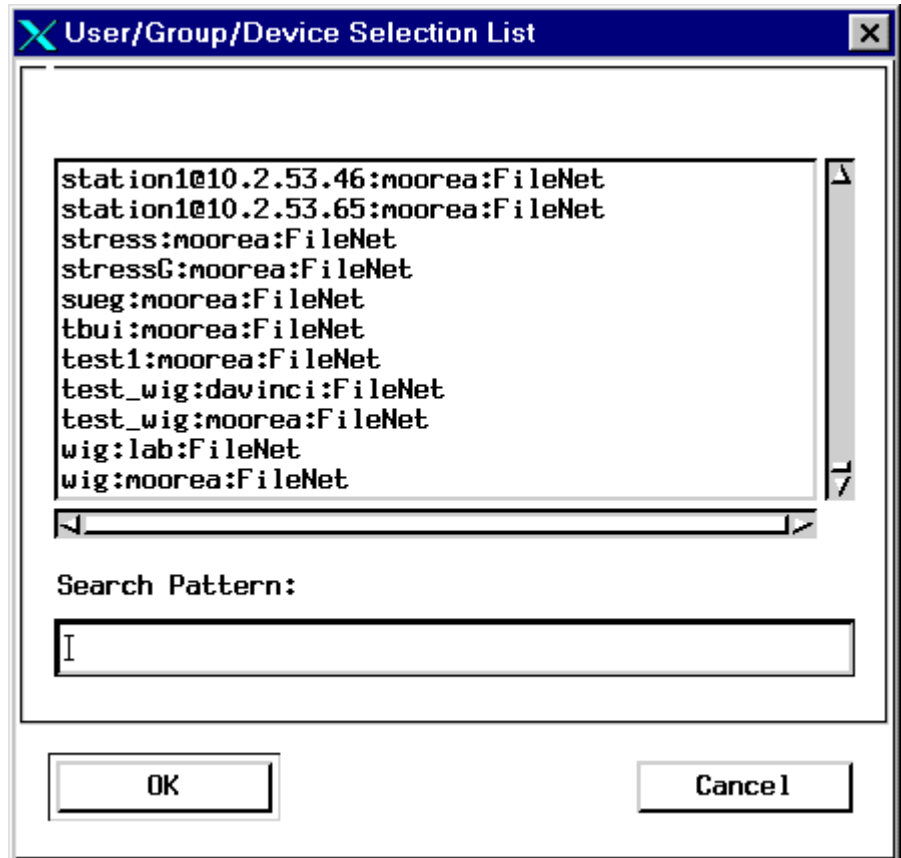 User/Group/Device Selection List
station1@10.2.53.46:moorea:FileNet
station1@10.2.53.65:moorea:FileNet
stress:moorea:FileNet
stressG:moorea:FileNet
sueg:moorea:FileNet
tbui:moorea:FileNet
test1:moorea:FileNet
test_wig:davinci:FileNet
test_wig:moorea:FileNet
wig:lab:FileNet
wig:moorea:FileNet
Search Pattern:
OK Cancel